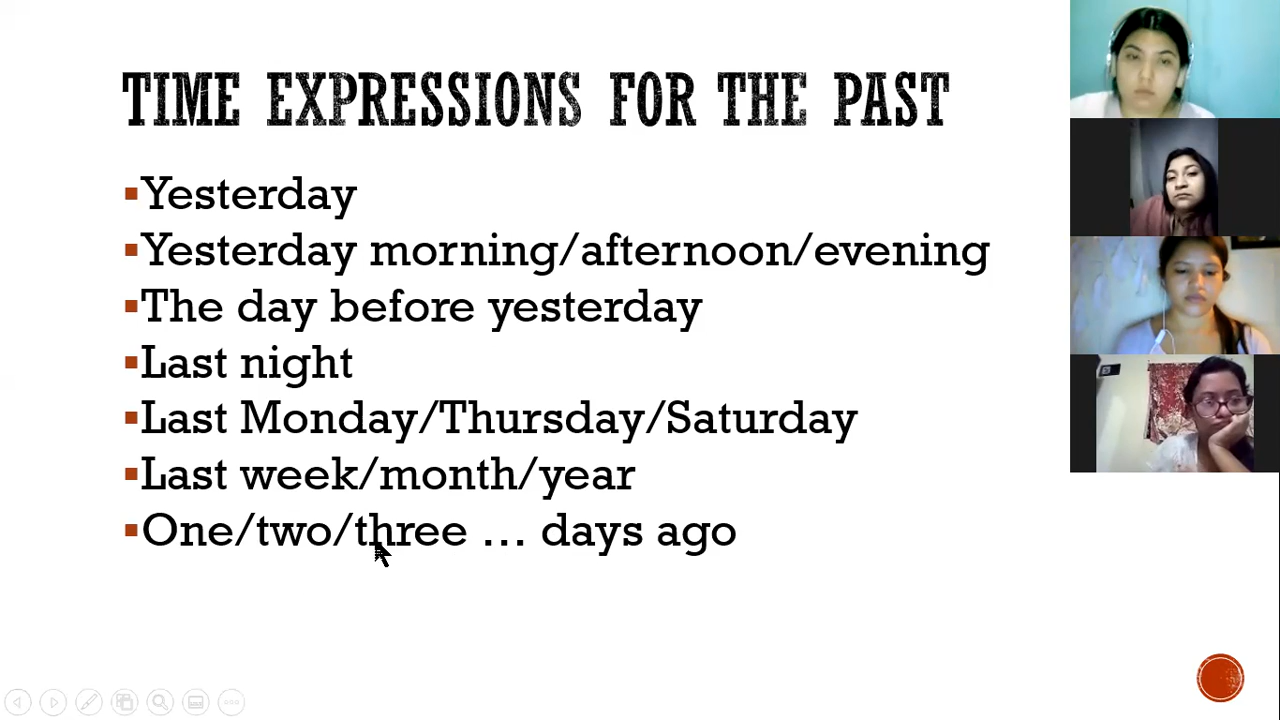 TIME EXPRESSIONS FOR THE PAST
Yesterday
Yesterday morning/afternoon/evening
The day before yesterday
Last night
Last Monday/Thursday/Saturday
Last week/month/year
One/two/three … days ago